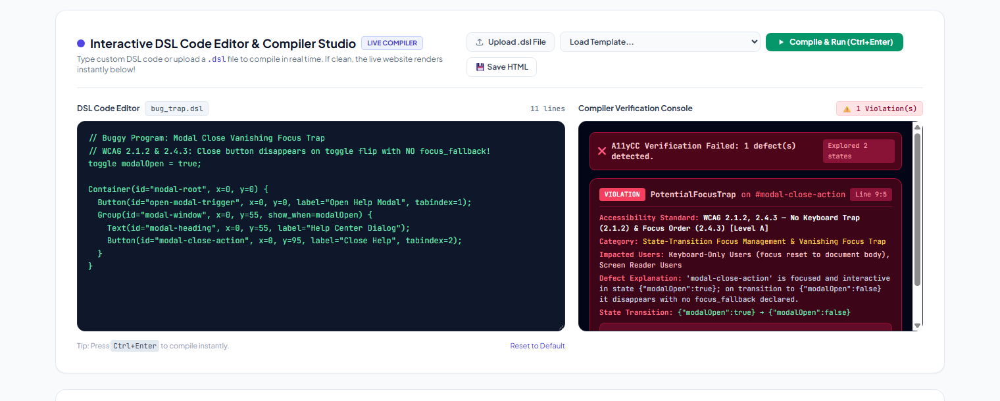 Interactive DSL Code Editor & Compiler Studio
LIVE COMPILER
Type custom DSL code or upload a .dsl file to compile in real time. If clean, the live website renders
instantly below!
Upload .dsl File
Load Template...
Compile & Run (Ctrl+Enter)
Save HTML
DSL Code Editor
bug_trap.dsl
11 lines
// Buggy Program: Modal Close Vanishing Focus Trap
// WCAG 2.1.2 & 2.4.3: Close button disappears on toggle flip with NO focus_fallback!
toggle modalOpen = true;
Container(id="modal-root", x=0, y=0) {
  Button(id="open-modal-trigger", x=0, y=0, label="Open Help Modal", tabindex=1);
  Group(id="modal-window", x=0, y=55, show_when=modalOpen) {
    Text(id="modal-heading", x=0, y=55, label="Help Center Dialog");
    Button(id="modal-close-action", x=0, y=95, label="Close Help", tabindex=2);
  }
}
Tip: Press Ctrl+Enter to compile instantly.
Reset to Default
Compiler Verification Console
1 Violation(s)
A11yCC Verification Failed: 1 defect(s)
detected.
Explored 2
states
VIOLATION
PotentialFocusTrap on #modal-close-action
Line 9:5
Accessibility Standard: WCAG 2.1.2, 2.4.3 — No Keyboard Trap
(2.1.2) & Focus Order (2.4.3) [Level A]
Category: State-Transition Focus Management & Vanishing Focus Trap
Impacted Users: Keyboard-Only Users (focus reset to document body),
Screen Reader Users
Defect Explanation: 'modal-close-action' is focused and interactive
in state {"modalOpen":true}; on transition to {"modalOpen":false}
it disappears with no focus_fallback declared.
State Transition: {"modalOpen":true} → {"modalOpen":false}